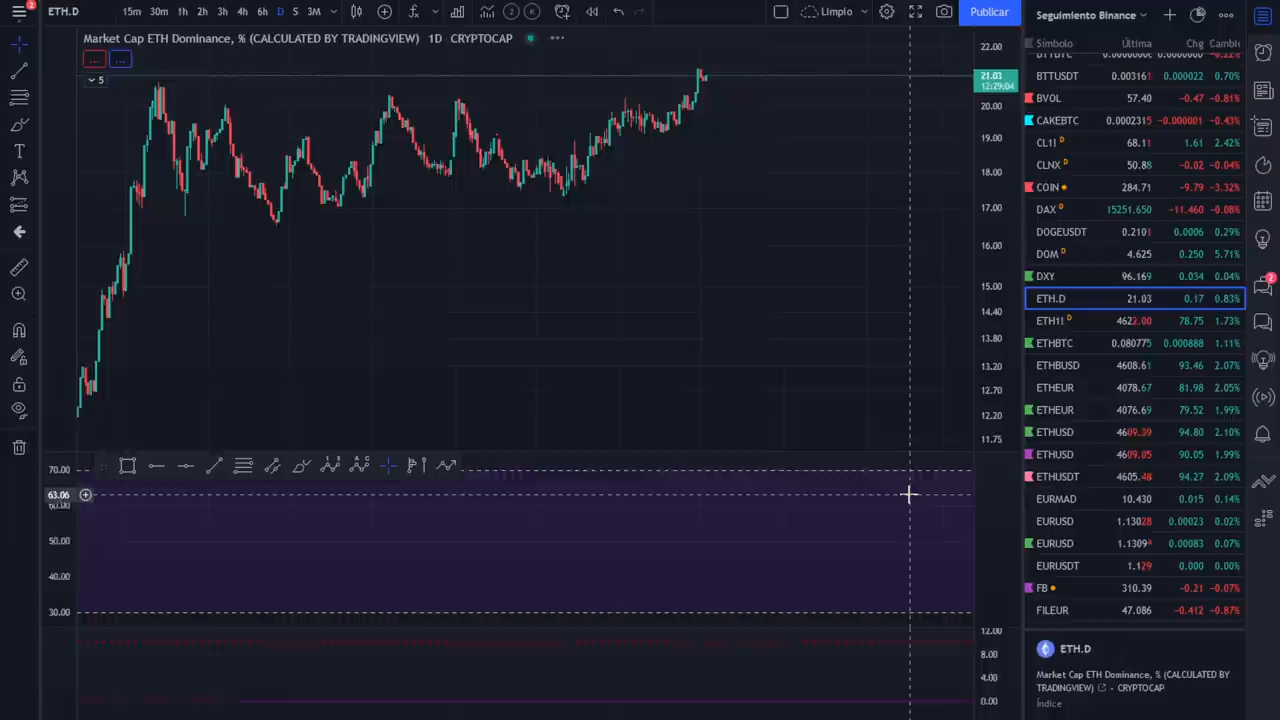 2
ETH.D 15m 30m 1h 2h 3h 4h 6h D S 3M Limpio Publicar
Market Cap ETH Dominance, % (CALCULATED BY TRADINGVIEW) 1D CRYPTOCAP
... ...
5
22.00
21.03
12:29:04
20.00
19.00
18.00
17.00
16.00
15.00
14.40
13.80
13.20
12.70
12.20
11.75
70.00
63.06
60.00
50.00
40.00
30.00
12.00
8.00
4.00
0.00
Seguimiento Binance
Símbolo Última Chg
BTTUSDT 0.003161 0.000022 0.70%
BVOL 57.40 −0.47 −0.81%
CAKEBTC 0.0002315 −0.000001 −0.43%
CL1! D 68.11 1.61 2.42%
CLNX D 50.88 −0.02 −0.04%
COIN 284.71 −9.79 −3.32%
DAX D 15251.650 −11.460 −0.08%
DOGEUSDT 0.2101 0.0006 0.29%
DOM D 4.625 0.250 5.71%
DXY 96.169 0.034 0.04%
ETH.D 21.03 0.17 0.83%
ETH1! D 4622.00 78.75 1.73%
ETHBTC 0.080775 0.000888 1.11%
ETHBUSD 4608.61 93.46 2.07%
ETHEUR 4078.67 81.98 2.05%
ETHEUR 4076.69 79.52 1.99%
ETHUSD 4609.39 94.80 2.10%
ETHUSD 4609.05 90.05 1.99%
ETHUSDT 4605.48 94.27 2.09%
EURMAD 10.430 0.015 0.14%
EURUSD 1.13028 0.00023 0.02%
EURUSD 1.1309⁴ 0.00083 0.07%
EURUSDT 1.129 0.000 0.00%
FB 310.39 −0.21 −0.07%
FILEUR 47.086 −0.412 −0.87%
ETH.D
Market Cap ETH Dominance, % (CALCULATED BY
TRADINGVIEW) - CRYPTOCAP
Índice
2